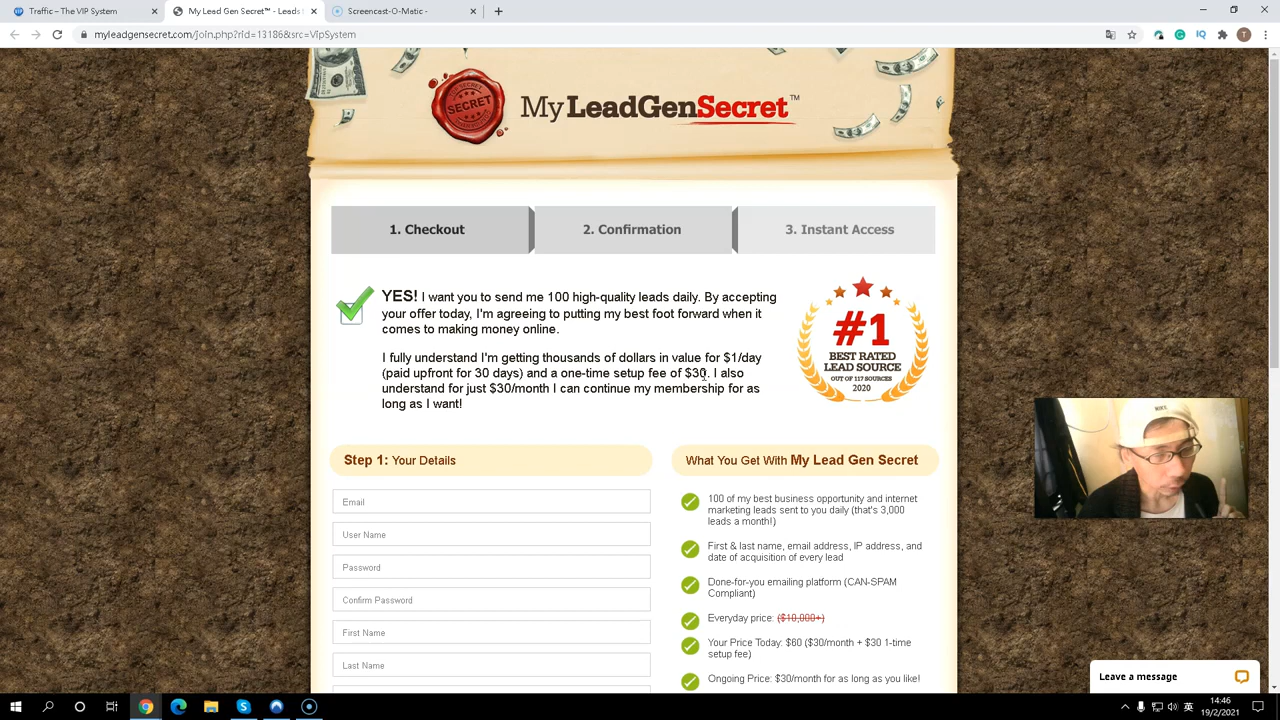 Traffic – The VIP System
My Lead Gen Secret™ - Leads
Screencast-O-Matic -
myleadgensecret.com/join.php?rid=13186&src=VipSystem
T
TOP SECRET
SECRET
My LeadGenSecret™
1. Checkout
2. Confirmation
3. Instant Access
YES! I want you to send me 100 high-quality leads daily. By accepting
your offer today, I'm agreeing to putting my best foot forward when it
comes to making money online.
I fully understand I'm getting thousands of dollars in value for $1/day
(paid upfront for 30 days) and a one-time setup fee of $30. I also
understand for just $30/month I can continue my membership for as
long as I want!
#1
BEST RATED
LEAD SOURCE
OUT OF 117 SOURCES
2020
Step 1: Your Details
Email
User Name
Password
Confirm Password
First Name
Last Name
What You Get With My Lead Gen Secret
100 of my best business opportunity and internet
marketing leads sent to you daily (that's 3,000
leads a month!)
First & last name, email address, IP address, and
date of acquisition of every lead
Done-for-you emailing platform (CAN-SPAM
Compliant)
Everyday price: ($10,000+)
Your Price Today: $60 ($30/month + $30 1-time
setup fee)
Ongoing Price: $30/month for as long as you like!
Leave a message
英
14:46
19/2/2021